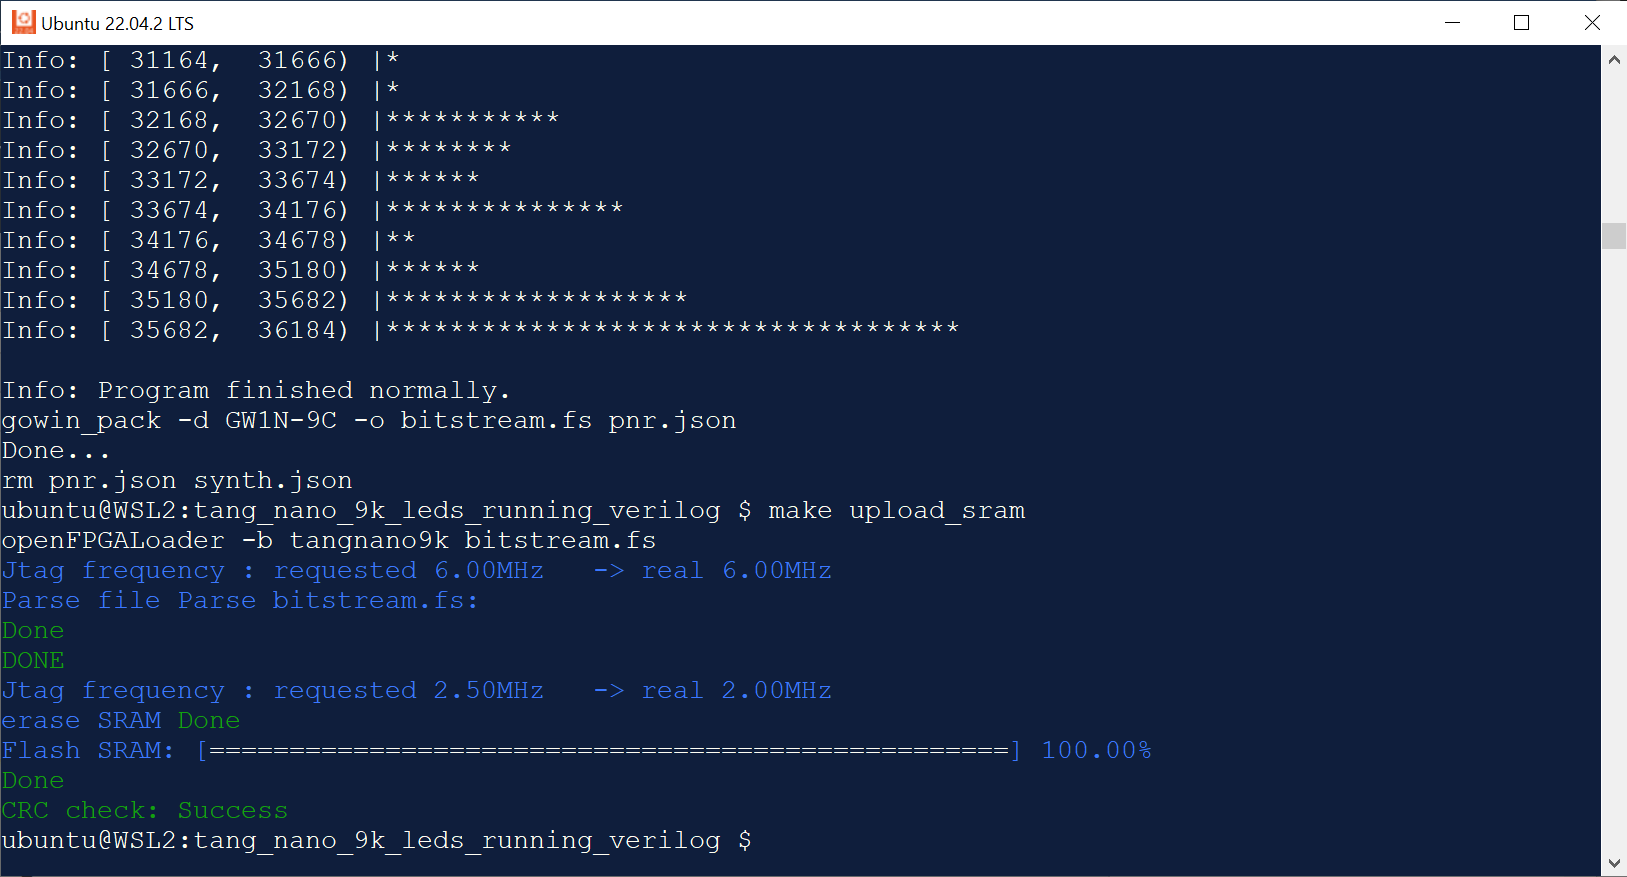 Ubuntu 22.04.2 LTS
Info: [ 31164,  31666) |*
Info: [ 31666,  32168) |*
Info: [ 32168,  32670) |***********
Info: [ 32670,  33172) |********
Info: [ 33172,  33674) |******
Info: [ 33674,  34176) |***************
Info: [ 34176,  34678) |**
Info: [ 34678,  35180) |******
Info: [ 35180,  35682) |*******************
Info: [ 35682,  36184) |************************************
Info: Program finished normally.
gowin_pack -d GW1N-9C -o bitstream.fs pnr.json
Done...
rm pnr.json synth.json
ubuntu@WSL2:tang_nano_9k_leds_running_verilog $ make upload_sram
openFPGALoader -b tangnano9k bitstream.fs
Jtag frequency : requested 6.00MHz   -> real 6.00MHz
Parse file Parse bitstream.fs:
Done
DONE
Jtag frequency : requested 2.50MHz   -> real 2.00MHz
erase SRAM Done
Flash SRAM: [==================================================] 100.00%
Done
CRC check: Success
ubuntu@WSL2:tang_nano_9k_leds_running_verilog $